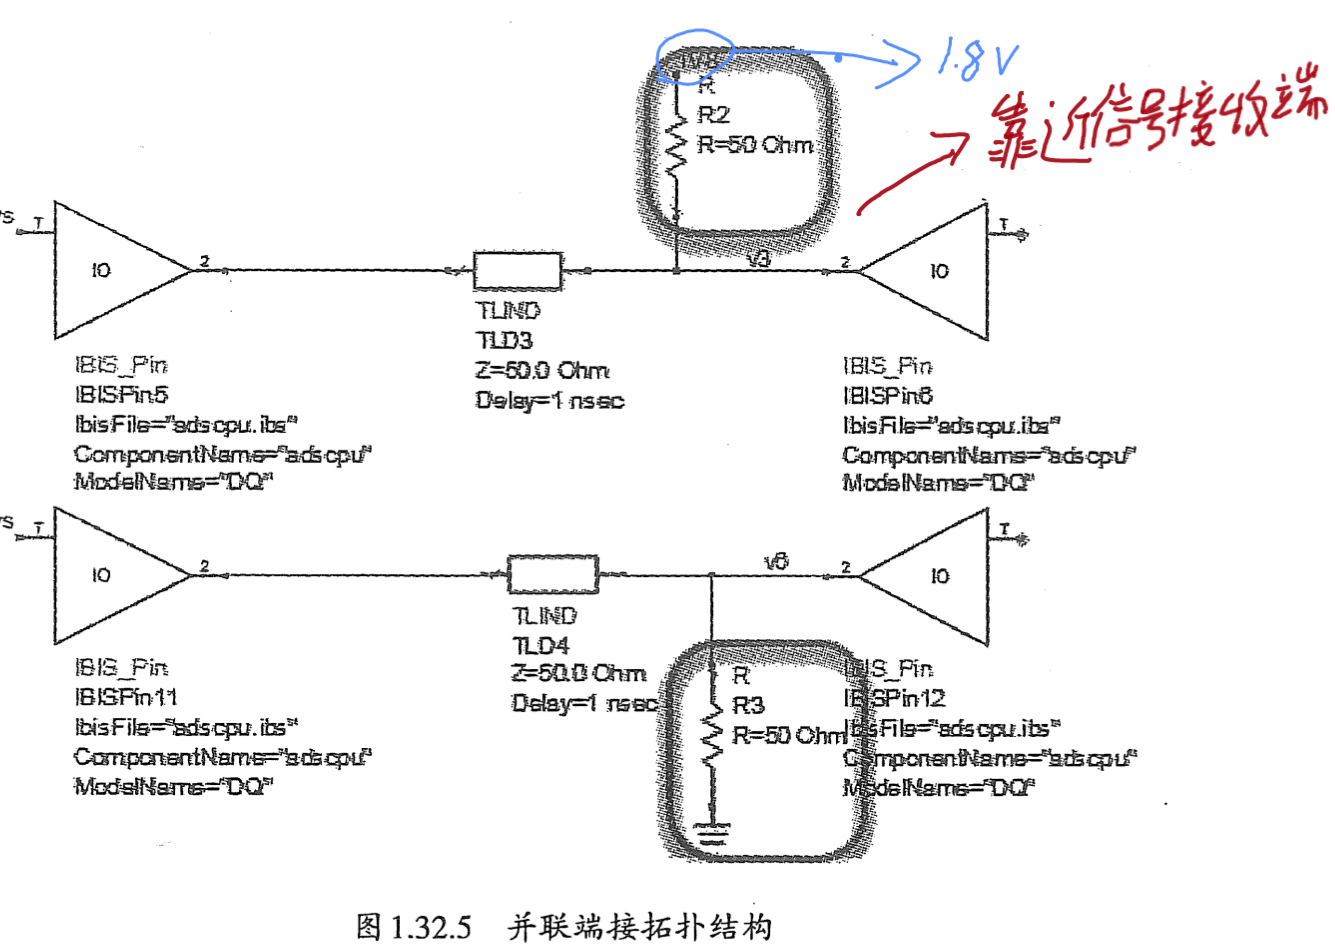 1V8
1.8V
靠近信号接收端
R
R2
R=50 Ohm
T
IO
2
v3
2
IO
T
TLIND
TLD3
Z=50.0 Ohm
Delay=1 nsec
IBIS_Pin
IBISPin5
IbisFile="adscpu.ibs"
ComponentName="adscpu"
ModelName="DQ"
IBIS_Pin
IBISPin6
IbisFile="adscpu.ibs"
ComponentName="adscpu"
ModelName="DQ"
T
IO
2
v6
2
IO
T
TLIND
TLD4
Z=50.0 Ohm
Delay=1 nsec
IBIS_Pin
IBISPin11
IbisFile="adscpu.ibs"
ComponentName="adscpu"
ModelName="DQ"
R
R3
R=50 Ohm
IBIS_Pin
IBISPin12
IbisFile="adscpu.ibs"
ComponentName="adscpu"
ModelName="DQ"
图 1.32.5 并联端接拓扑结构